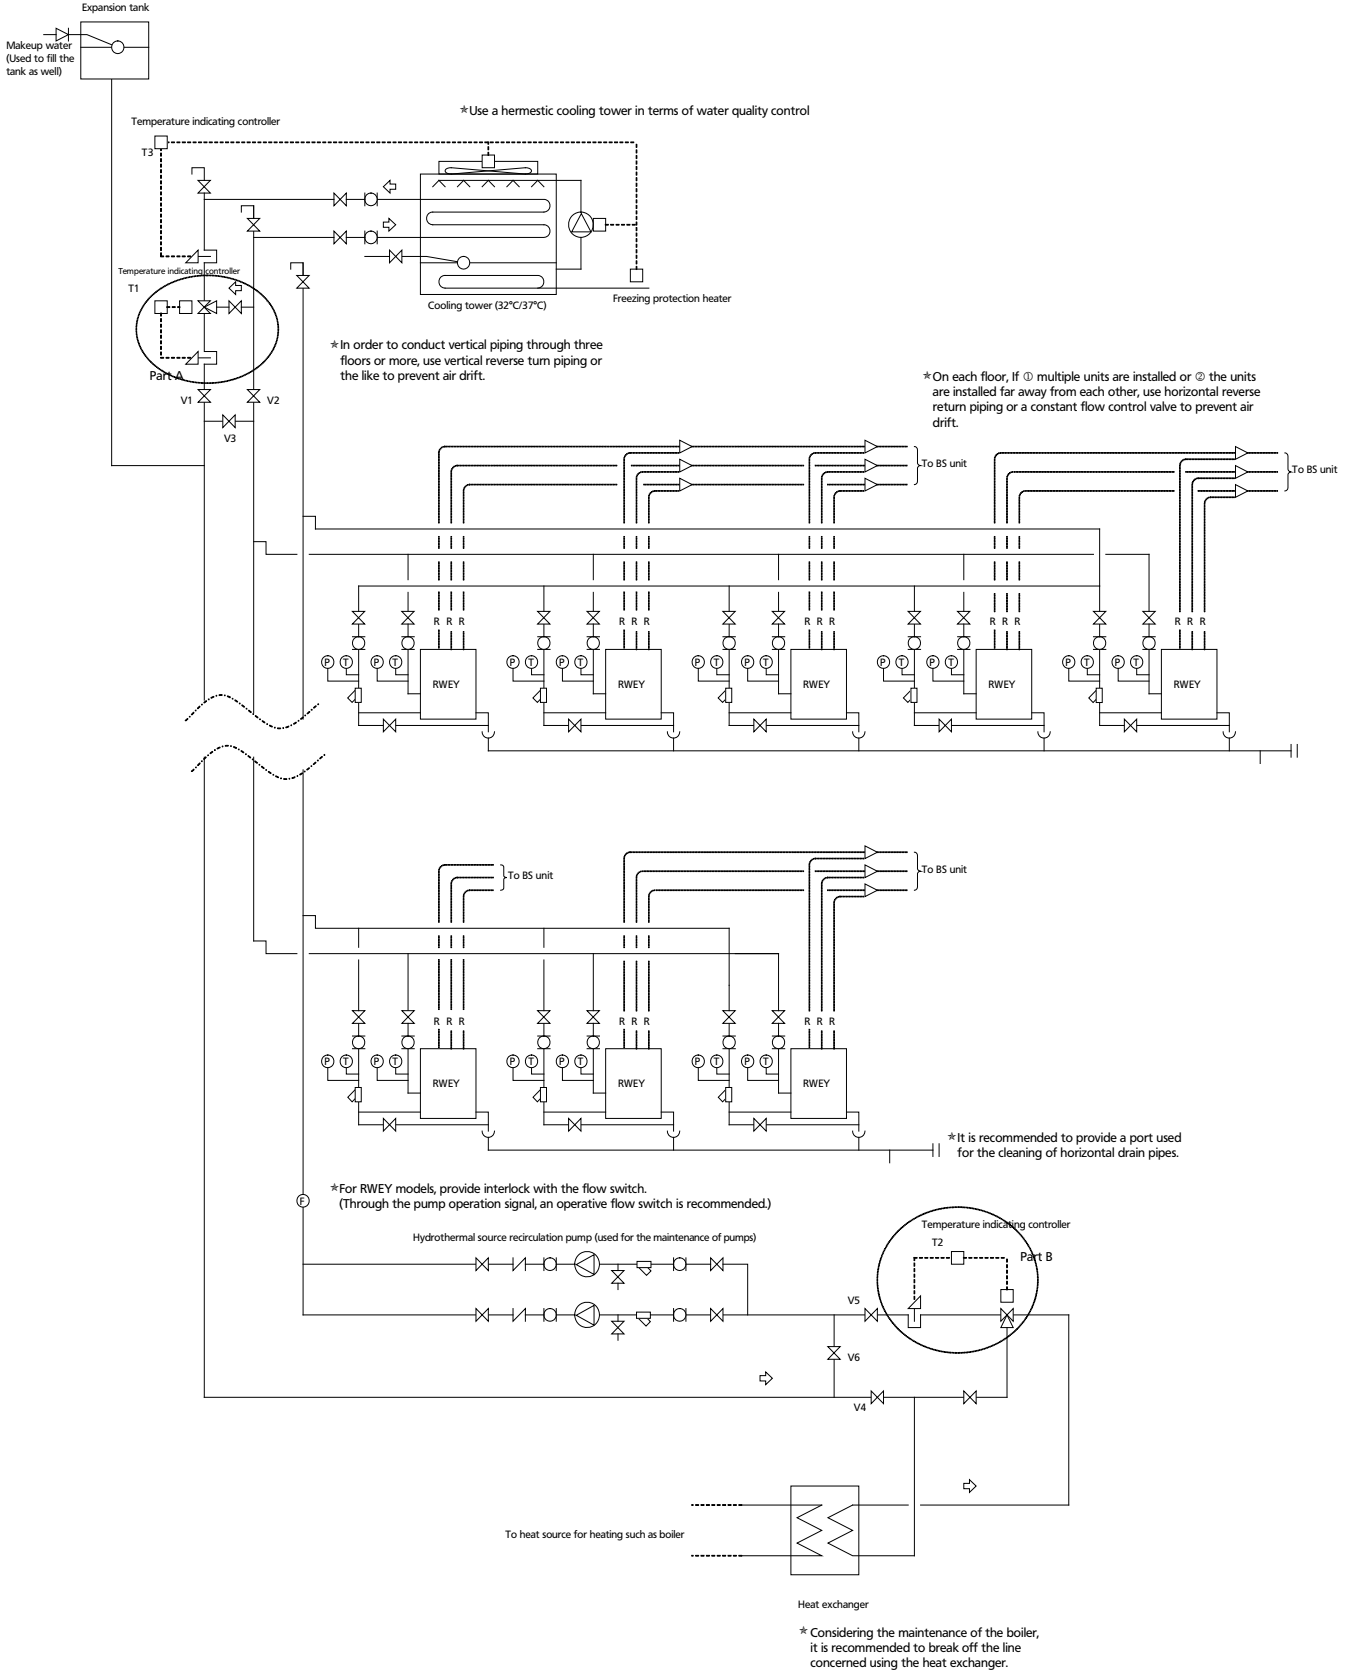 Expansion tank
Makeup water
(Used to fill the
tank as well)
*Use a hermestic cooling tower in terms of water quality control
Temperature indicating controller
T3
Temperature indicating controller
T1
Cooling tower (32°C/37°C)
Freezing protection heater
Part A
*In order to conduct vertical piping through three
floors or more, use vertical reverse turn piping or
the like to prevent air drift.
*On each floor, If ① multiple units are installed or ② the units
are installed far away from each other, use horizontal reverse
return piping or a constant flow control valve to prevent air
drift.
V1
V2
V3
To BS unit
To BS unit
R R R
R R R
R R R
R R R
R R R
P T P T
P T P T
P T P T
P T P T
P T P T
RWEY
RWEY
RWEY
RWEY
RWEY
To BS unit
To BS unit
R R R
R R R
R R R
P T P T
P T P T
P T P T
RWEY
RWEY
RWEY
*It is recommended to provide a port used
for the cleaning of horizontal drain pipes.
F
*For RWEY models, provide interlock with the flow switch.
(Through the pump operation signal, an operative flow switch is recommended.)
Hydrothermal source recirculation pump (used for the maintenance of pumps)
Temperature indicating controller
T2
Part B
V5
V6
V4
To heat source for heating such as boiler
Heat exchanger
* Considering the maintenance of the boiler,
it is recommended to break off the line
concerned using the heat exchanger.